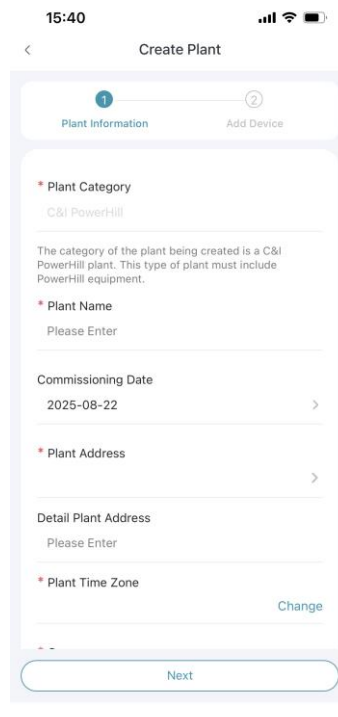 15:40
Create Plant
1
2
Plant Information
Add Device
* Plant Category
C&I PowerHill
The category of the plant being created is a C&I
PowerHill plant. This type of plant must include
PowerHill equipment.
* Plant Name
Please Enter
Commissioning Date
2025-08-22
* Plant Address
Detail Plant Address
Please Enter
* Plant Time Zone
Change
Next